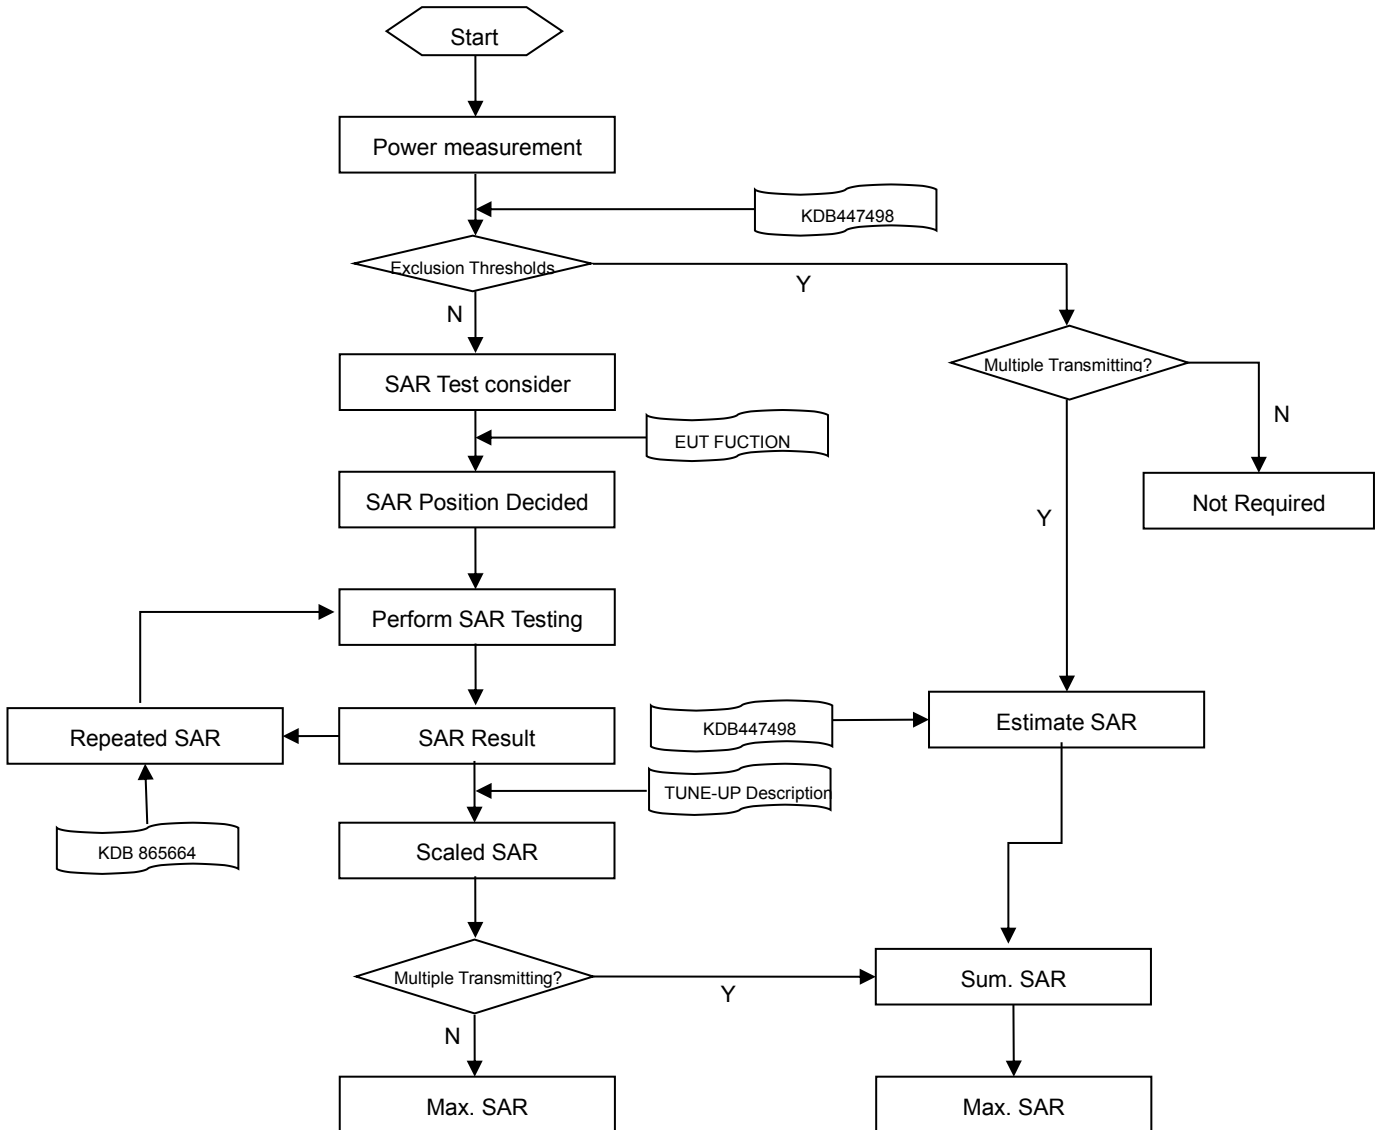 Start
Power measurement
KDB447498
Exclusion Thresholds
Y
N
Multiple Transmitting?
SAR Test consider
N
EUT FUCTION
SAR Position Decided
Not Required
Y
Perform SAR Testing
Repeated SAR
SAR Result
KDB447498
Estimate SAR
TUNE-UP Description
KDB 865664
Scaled SAR
Multiple Transmitting?
Y
Sum. SAR
N
Max. SAR
Max. SAR